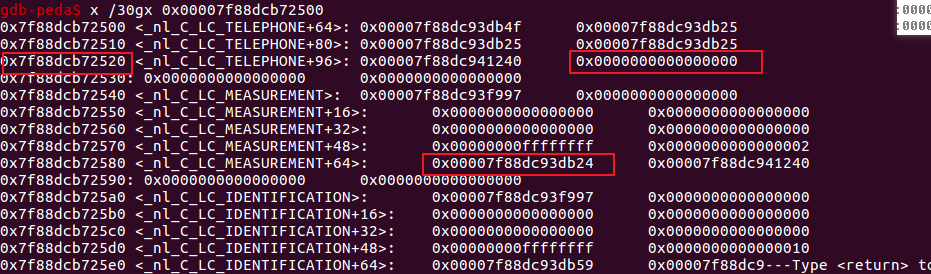 gdb-peda$ x /30gx 0x00007f88dcb72500
0x7f88dcb72500 <_nl_C_LC_TELEPHONE+64>: 0x00007f88dc93db4f 0x00007f88dc93db25
0x7f88dcb72510 <_nl_C_LC_TELEPHONE+80>: 0x00007f88dc93db25 0x00007f88dc93db25
0x7f88dcb72520 <_nl_C_LC_TELEPHONE+96>: 0x00007f88dc941240 0x0000000000000000
0x7f88dcb72530: 0x0000000000000000 0x0000000000000000
0x7f88dcb72540 <_nl_C_LC_MEASUREMENT>: 0x00007f88dc93f997 0x0000000000000000
0x7f88dcb72550 <_nl_C_LC_MEASUREMENT+16>: 0x0000000000000000 0x0000000000000000
0x7f88dcb72560 <_nl_C_LC_MEASUREMENT+32>: 0x0000000000000000 0x0000000000000000
0x7f88dcb72570 <_nl_C_LC_MEASUREMENT+48>: 0x00000000ffffffff 0x0000000000000002
0x7f88dcb72580 <_nl_C_LC_MEASUREMENT+64>: 0x00007f88dc93db24 0x00007f88dc941240
0x7f88dcb72590: 0x0000000000000000 0x0000000000000000
0x7f88dcb725a0 <_nl_C_LC_IDENTIFICATION>: 0x00007f88dc93f997 0x0000000000000000
0x7f88dcb725b0 <_nl_C_LC_IDENTIFICATION+16>: 0x0000000000000000 0x0000000000000000
0x7f88dcb725c0 <_nl_C_LC_IDENTIFICATION+32>: 0x0000000000000000 0x0000000000000000
0x7f88dcb725d0 <_nl_C_LC_IDENTIFICATION+48>: 0x00000000ffffffff 0x0000000000000010
0x7f88dcb725e0 <_nl_C_LC_IDENTIFICATION+64>: 0x00007f88dc93db59 0x00007f88dc9---Type <return> to